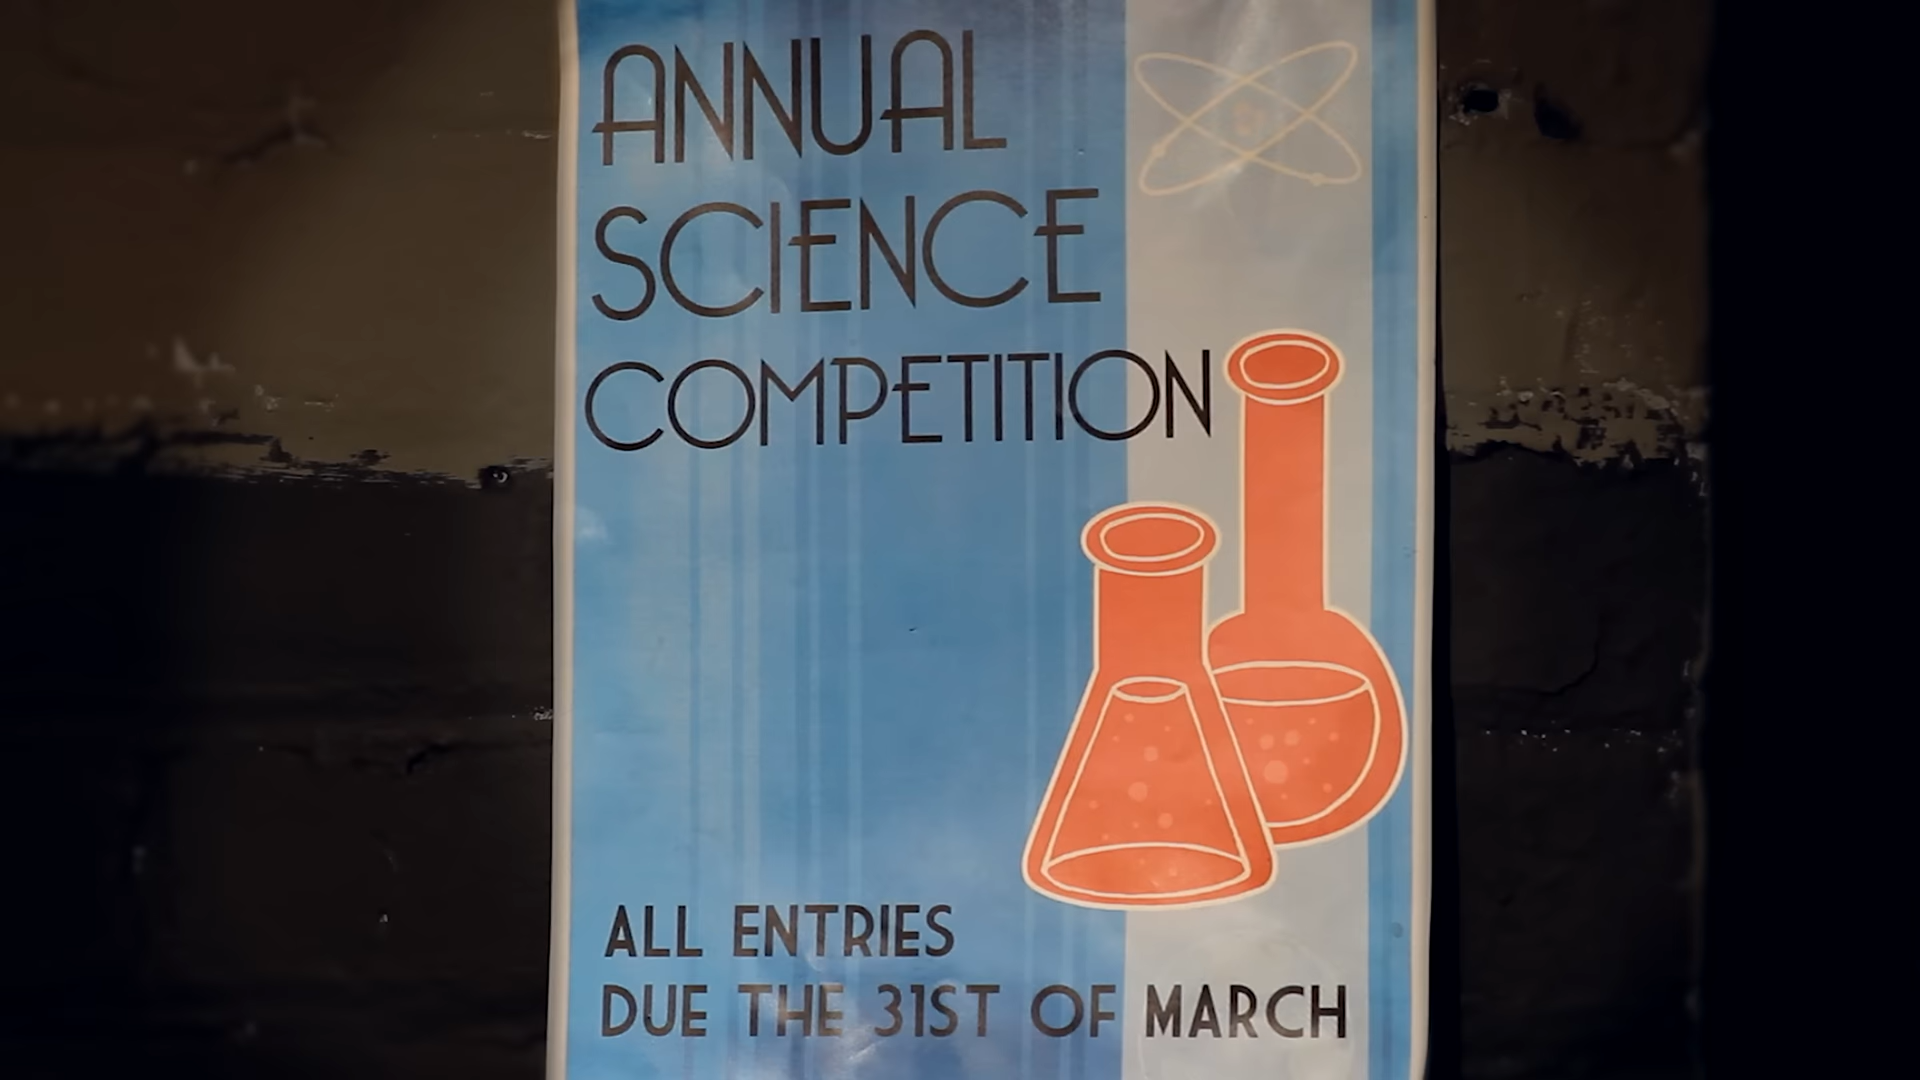 ANNUAL
SCIENCE
COMPETITION
ALL ENTRIES
DUE THE 31ST OF MARCH